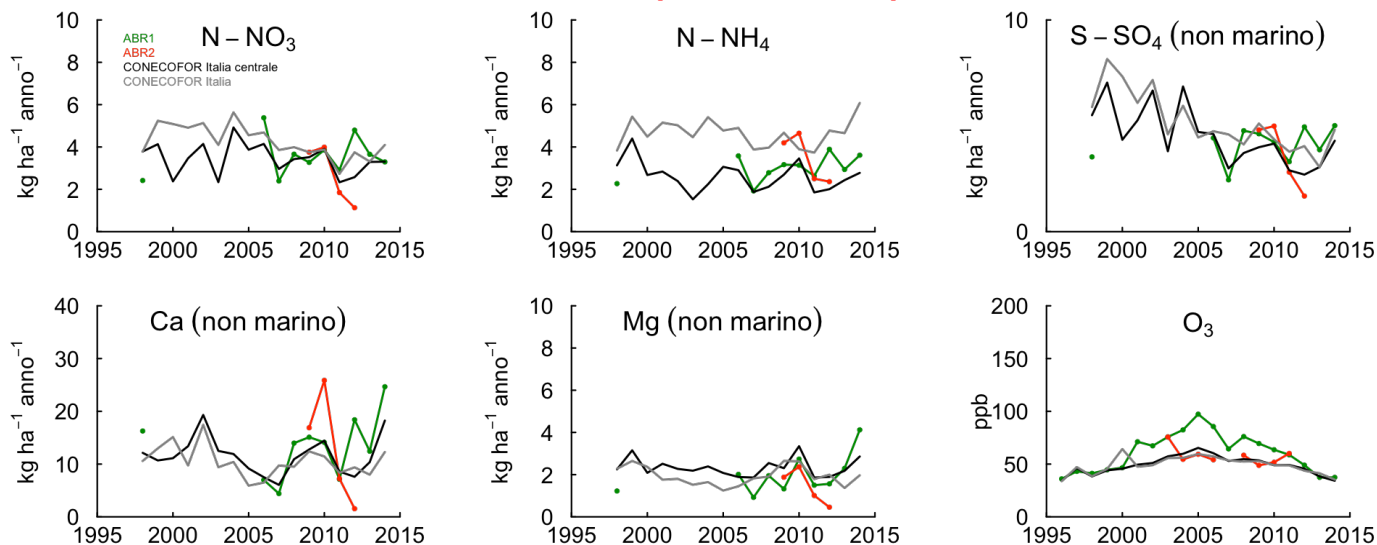 N – NO₃
ABR1
ABR2
CONECOFOR Italia centrale
CONECOFOR Italia
kg ha⁻¹ anno⁻¹
10
8
6
4
2
0
1995 2000 2005 2010 2015
N – NH₄
kg ha⁻¹ anno⁻¹
10
8
6
4
2
0
1995 2000 2005 2010 2015
S – SO₄ (non marino)
kg ha⁻¹ anno⁻¹
10
0
1995 2000 2005 2010 2015
Ca (non marino)
kg ha⁻¹ anno⁻¹
40
30
20
10
0
1995 2000 2005 2010 2015
Mg (non marino)
kg ha⁻¹ anno⁻¹
10
8
6
4
2
0
1995 2000 2005 2010 2015
O₃
ppb
200
150
100
50
0
1995 2000 2005 2010 2015